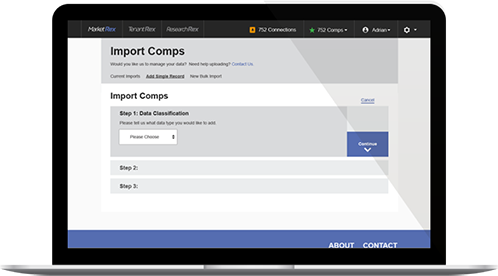 MarketRex TenantRex ResearchRex 752 Connections 752 Comps Adrian
Import Comps
Would you like us to manage your data? Need help uploading? Contact Us
Current Imports Add Single Record New Bulk Import
Import Comps
Cancel
Step 1: Data Classification
Please tell us what data type you would like to add.
Please Choose
Continue
Step 2:
Step 3:
ABOUT CONTACT